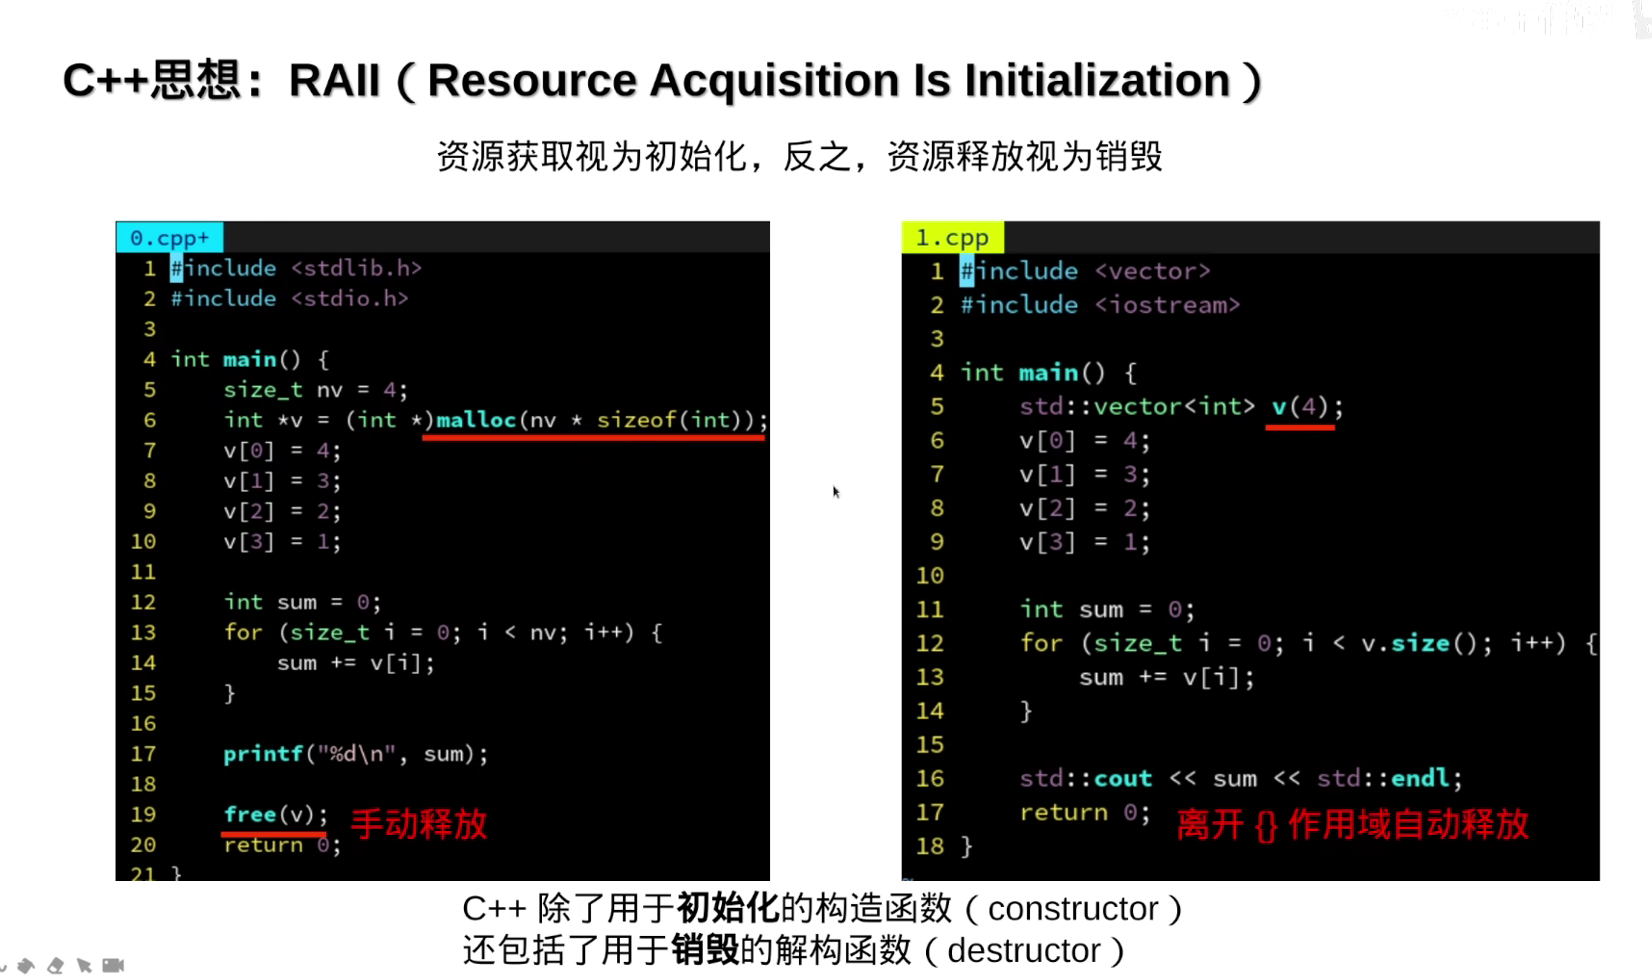 C++思想：RAII（Resource Acquisition Is Initialization）
资源获取视为初始化，反之，资源释放视为销毁
0.cpp+
1 #include <stdlib.h>
2 #include <stdio.h>
3
4 int main() {
5     size_t nv = 4;
6     int *v = (int *)malloc(nv * sizeof(int));
7     v[0] = 4;
8     v[1] = 3;
9     v[2] = 2;
10     v[3] = 1;
11
12     int sum = 0;
13     for (size_t i = 0; i < nv; i++) {
14         sum += v[i];
15     }
16
17     printf("%d\n", sum);
18
19     free(v); 手动释放
20     return 0;
21 }
1.cpp
1 #include <vector>
2 #include <iostream>
3
4 int main() {
5     std::vector<int> v(4);
6     v[0] = 4;
7     v[1] = 3;
8     v[2] = 2;
9     v[3] = 1;
10
11     int sum = 0;
12     for (size_t i = 0; i < v.size(); i++) {
13         sum += v[i];
14     }
15
16     std::cout << sum << std::endl;
17     return 0; 离开 {} 作用域自动释放
18 }
C++ 除了用于初始化的构造函数（constructor）
还包括了用于销毁的解构函数（destructor）